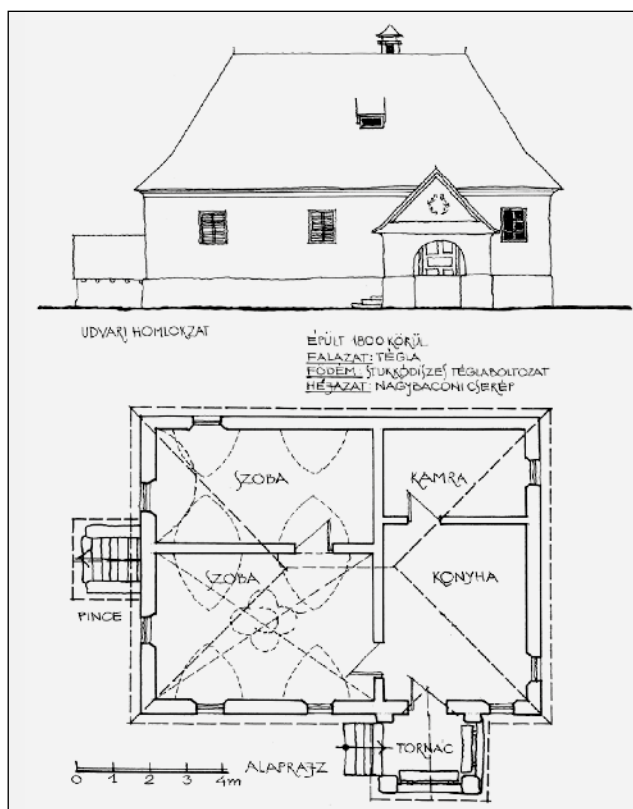 UDVARI HOMLOKZAT
ÉPÜLT 1800 KÖRÜL
FALAZAT: TÉGLA
FÖDÉM: STUKKÓDÍSZES TÉGLABOLTOZAT
HÉJAZAT: NAGYBACONI CSERÉP
SZOBA
KAMRA
SZOBA
KONYHA
PINCE
TORNÁC
ALAPRAJZ
0 1 2 3 4m